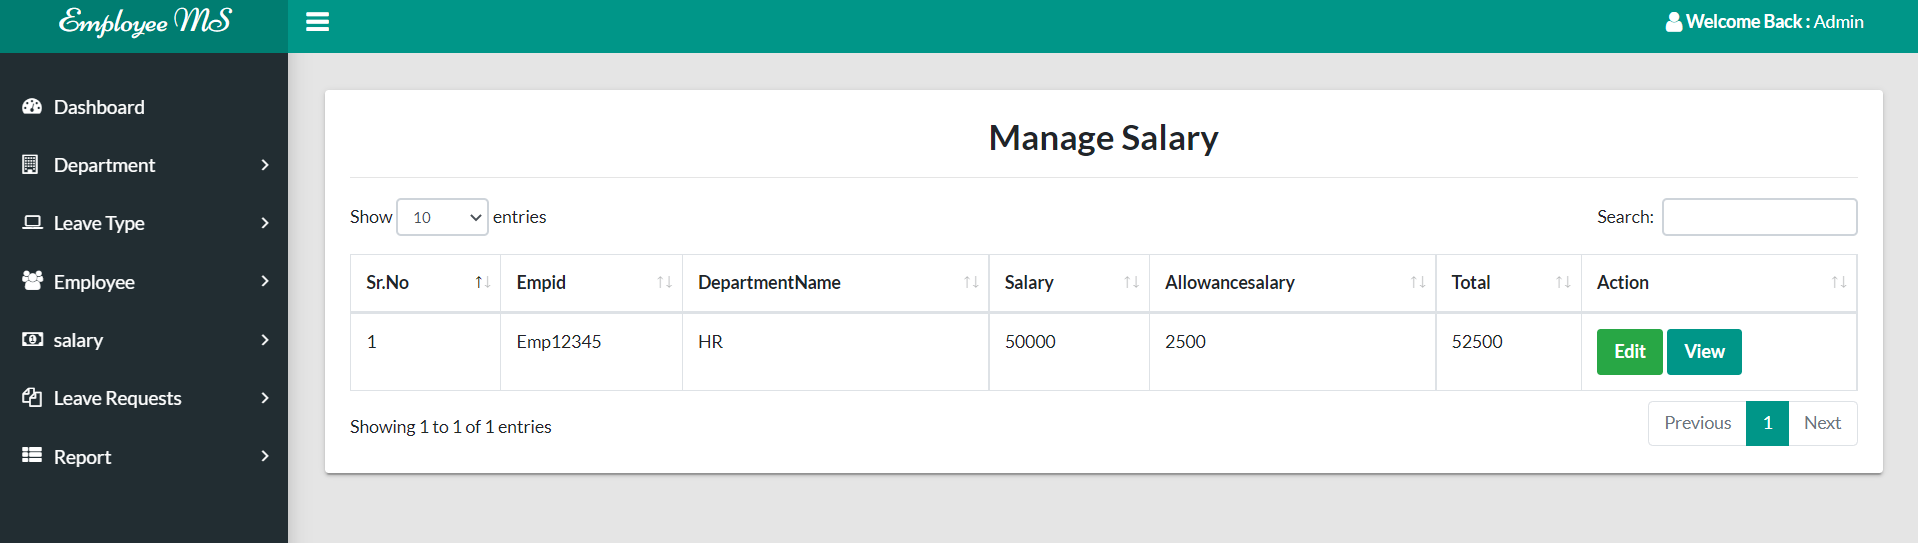 Employee MS
Welcome Back : Admin
Dashboard
Department
Leave Type
Employee
salary
Leave Requests
Report
Manage Salary
Show 10 entries
Search:
Sr.No Empid DepartmentName Salary Allowancesalary Total Action
1 Emp12345 HR 50000 2500 52500 Edit View
Showing 1 to 1 of 1 entries
Previous 1 Next